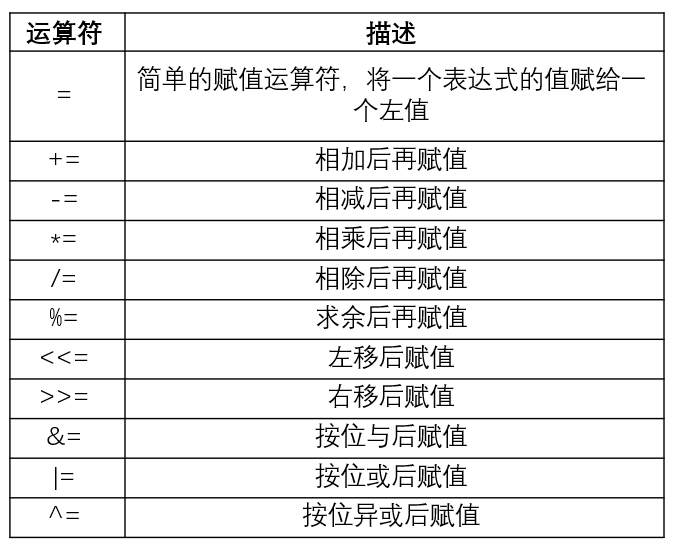 运算符 描述
= 简单的赋值运算符，将一个表达式的值赋给一
个左值
+= 相加后再赋值
-= 相减后再赋值
*= 相乘后再赋值
/= 相除后再赋值
%= 求余后再赋值
<<= 左移后赋值
>>= 右移后赋值
&= 按位与后赋值
|= 按位或后赋值
^= 按位异或后赋值